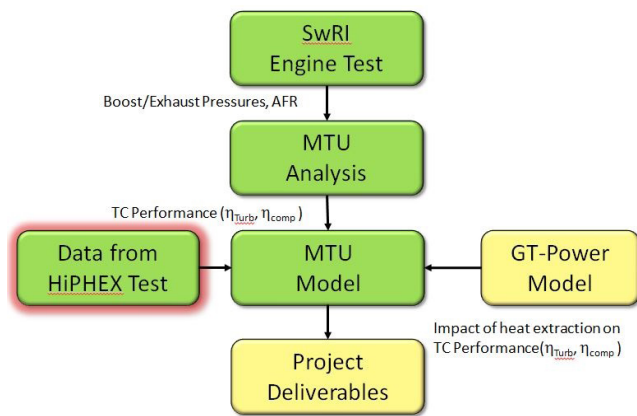 SwRI
Engine Test
Boost/Exhaust Pressures, AFR
MTU
Analysis
TC Performance (ηTurb, ηcomp )
Data from
HiPHEX Test
MTU
Model
GT-Power
Model
Impact of heat extraction on
TC Performance(ηTurb, ηcomp )
Project
Deliverables